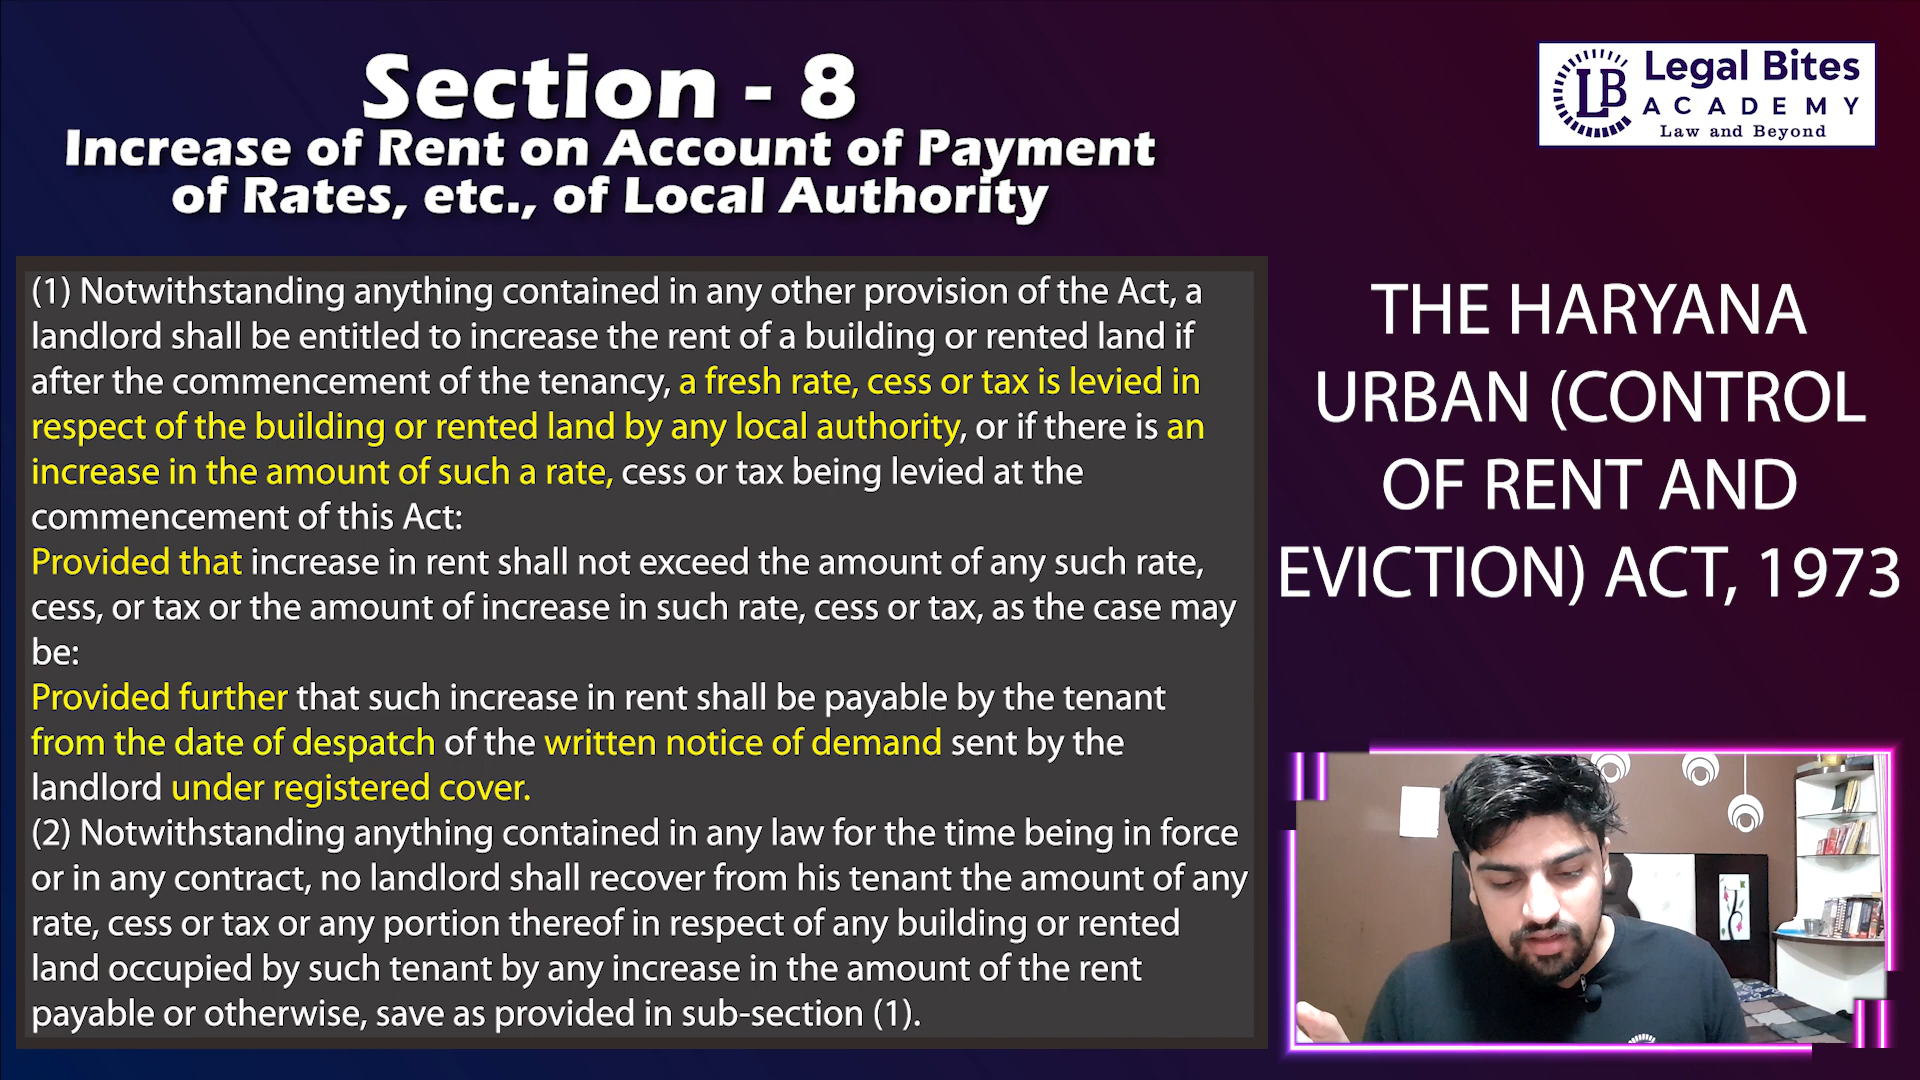 Section - 8
Increase of Rent on Account of Payment
of Rates, etc., of Local Authority
LB
Legal Bites
ACADEMY
Law and Beyond
(1) Notwithstanding anything contained in any other provision of the Act, a
landlord shall be entitled to increase the rent of a building or rented land if
after the commencement of the tenancy, a fresh rate, cess or tax is levied in
respect of the building or rented land by any local authority, or if there is an
increase in the amount of such a rate, cess or tax being levied at the
commencement of this Act:
Provided that increase in rent shall not exceed the amount of any such rate,
cess, or tax or the amount of increase in such rate, cess or tax, as the case may
be:
Provided further that such increase in rent shall be payable by the tenant
from the date of despatch of the written notice of demand sent by the
landlord under registered cover.
(2) Notwithstanding anything contained in any law for the time being in force
or in any contract, no landlord shall recover from his tenant the amount of any
rate, cess or tax or any portion thereof in respect of any building or rented
land occupied by such tenant by any increase in the amount of the rent
payable or otherwise, save as provided in sub-section (1).
THE HARYANA
URBAN (CONTROL
OF RENT AND
EVICTION) ACT, 1973